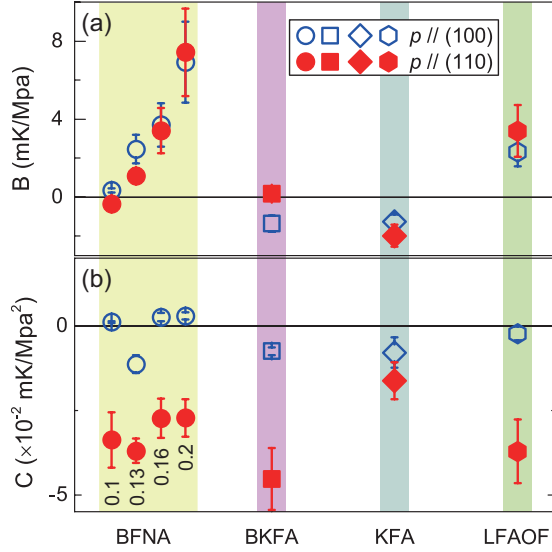 (a)
p // (100)
p // (110)
8
4
0
B (mK/Mpa)
(b)
0
-5
C (×10⁻² mK/Mpa²)
0.1
0.13
0.16
0.2
BFNA BKFA KFA LFAOF